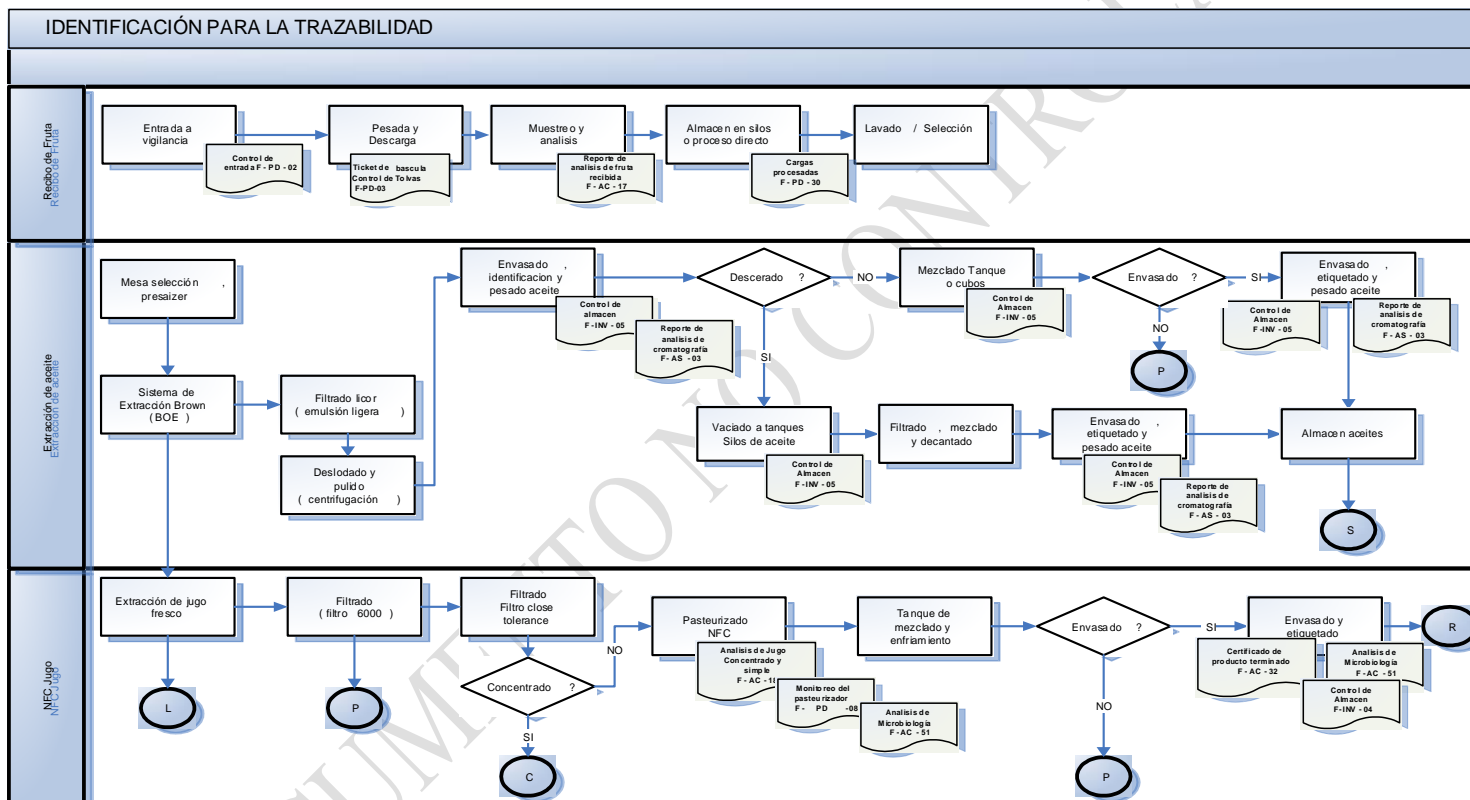 IDENTIFICACIÓN PARA LA TRAZABILIDAD
Recibo de Fruta
Entrada a
vigilancia
Control de
entrada F - PD - 02
Pesada y
Descarga
Ticket de bascula
Control de Tolvas
F-PD-03
Muestreo y
analisis
Reporte de
analisis de fruta
recibida
F - AC - 17
Almacen en silos
o proceso directo
Cargas
procesadas
F - PD - 30
Lavado / Selección
Extracción de aceite
Mesa selección ,
presaizer
Sistema de
Extracción Brown
(BOE )
Filtrado licor
( emulsión ligera )
Deslodado y
pulido
( centrifugación )
Envasado ,
identificacion y
pesado aceite
Control de
almacen
F -INV - 05
Reporte de
analisis de
cromatografía
F - AS - 03
Descerado ?
NO
SI
Mezclado Tanque
o cubos
Control de
Almacen
F -INV - 05
Envasado ?
SI
NO
P
Envasado ,
etiquetado y
pesado aceite
Control de
Almacen
F -INV - 05
Reporte de
analisis de
cromatografía
F - AS - 03
Vaciado a tanques
Silos de aceite
Control de
Almacen
F -INV - 05
Filtrado , mezclado
y decantado
Envasado ,
etiquetado y
pesado aceite
Control de
Almacen
F -INV - 05
Reporte de
analisis de
cromatografía
F - AS - 03
Almacen aceites
S
NFC Jugo
Extracción de jugo
fresco
L
Filtrado
( filtro 6000 )
P
Filtrado
Filtro close
tolerance
Concentrado ?
NO
SI
C
Pasteurizado
NFC
Analisis de Jugo
Concentrado y
simple
F - AC - 18
Monitoreo del
pasteurizador
F - PD -08
Analisis de
Microbiología
F - AC - 51
Tanque de
mezclado y
enfriamiento
Envasado ?
SI
NO
P
Envasado y
etiquetado
Certificado de
producto terminado
F - AC - 32
Analisis de
Microbiología
F - AC - 51
Control de
Almacen
F-INV - 04
R